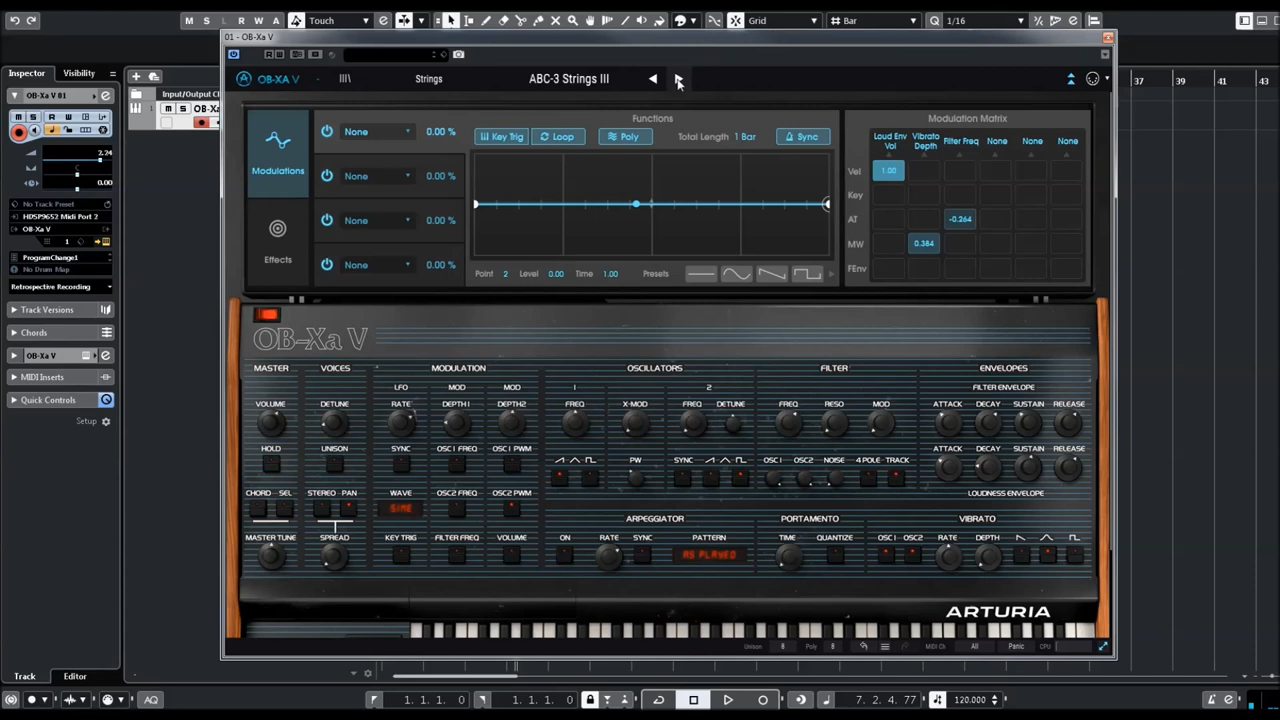 M S L R W A Touch Grid Bar 1/16
01 - OB-Xa V
Inspector Visibility
Input/Output C
37 39 41 43
OB-XA V Strings ABC-3 Strings III
OB-Xa V 01
M S R W
1 M S OB-Xa
2.24
C
0.00
No Track Preset
HDSP9652 Midi Port 2
OB-Xa V
1
ProgramChange1
No Drum Map
Retrospective Recording
Track Versions
Chords
OB-Xa V
MIDI Inserts
Quick Controls
Setup
Modulations
Effects
None 0.00 %
None 0.00 %
None 0.00 %
None 0.00 %
Functions
Key Trig Loop Poly Total Length 1 Bar Sync
Point 2 Level 0.00 Time 1.00 Presets
Modulation Matrix
Loud Env Vol Vibrato Depth Filter Freq None None None
Vel 1.00
Key
AT -0.264
MW 0.384
FEnv
OB-Xa V
MASTER VOICES MODULATION OSCILLATORS FILTER ENVELOPES
LFO MOD MOD 1 2 FILTER ENVELOPE
VOLUME DETUNE RATE DEPTH1 DEPTH2 FREQ X-MOD FREQ DETUNE FREQ RESO MOD ATTACK DECAY SUSTAIN RELEASE
HOLD UNISON SYNC OSC1 FREQ OSC1 PWM PW SYNC OSC1 OSC2 NOISE 4 POLE TRACK ATTACK DECAY SUSTAIN RELEASE
CHORD SEL STEREO PAN WAVE OSC2 FREQ OSC2 PWM LOUDNESS ENVELOPE
SINE
ARPEGGIATOR PORTAMENTO VIBRATO
MASTER TUNE SPREAD KEY TRIG FILTER FREQ VOLUME ON RATE SYNC PATTERN TIME QUANTIZE OSC1 OSC2 RATE DEPTH
AS PLAYED
ARTURIA
Unison 8 Poly 8 MIDI Ch All Panic CPU
Track Editor
AQ 1. 1. 1. 0 1. 1. 1. 0 7. 2. 4. 77 120.000